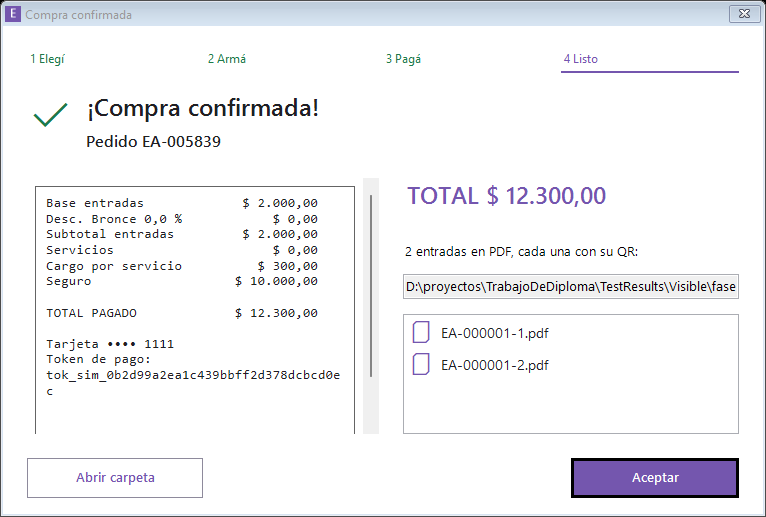 E Compra confirmada
1 Elegí
2 Armá
3 Pagá
4 Listo
¡Compra confirmada!
Pedido EA-005839
Base entradas $ 2.000,00
Desc. Bronce 0,0 % $ 0,00
Subtotal entradas $ 2.000,00
Servicios $ 0,00
Cargo por servicio $ 300,00
Seguro $ 10.000,00
TOTAL PAGADO $ 12.300,00
Tarjeta •••• 1111
Token de pago:
tok_sim_0b2d99a2ea1c439bbff2d378dcbcd0e
c
TOTAL $ 12.300,00
2 entradas en PDF, cada una con su QR:
D:\proyectos\TrabajoDeDiploma\TestResults\Visible\fase
EA-000001-1.pdf
EA-000001-2.pdf
Abrir carpeta
Aceptar